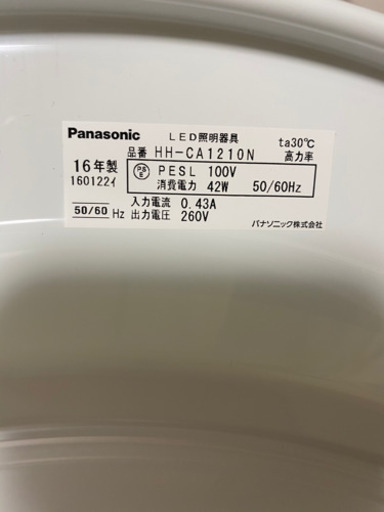 Panasonic LED照明器具 ta30℃
品番 HH-CA1210N 高力率
16年製 PESL 100V
160122ｲ 消費電力 42W 50/60Hz
入力電流 0.43A
50/60 Hz 出力電圧 260V
パナソニック株式会社